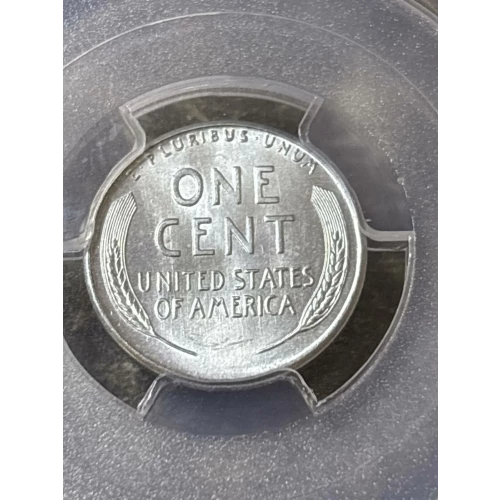 E·PLURIBUS·UNUM
ONE
CENT
UNITED STATES
OF AMERICA